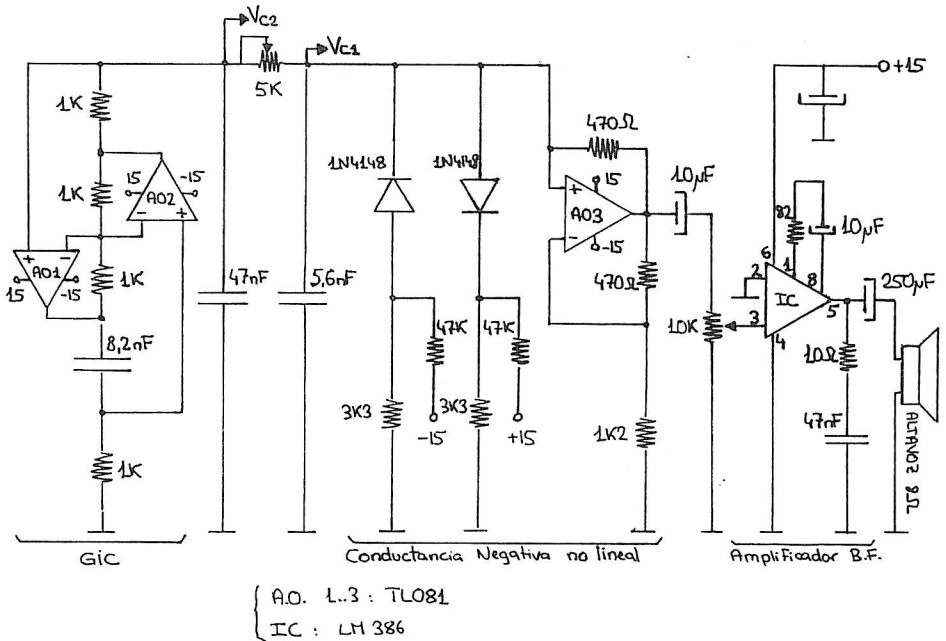 VC2
VC1
+15
5K
1K
1K
15
AO2
-15
15
AO1
-15
1K
8,2nF
1K
47nF
5,6nF
1N4148
1N4148
47K
47K
3K3
3K3
-15
+15
470Ω
15
AO3
-15
470Ω
1K2
10µF
10K
82
10µF
6
1
8
2
IC
3
5
4
250µF
10Ω
47nF
ALTAVOZ 8Ω
GIC
Conductancia Negativa no lineal
Amplificador B.F.
A.O. 1..3 : TL081
IC : LM 386